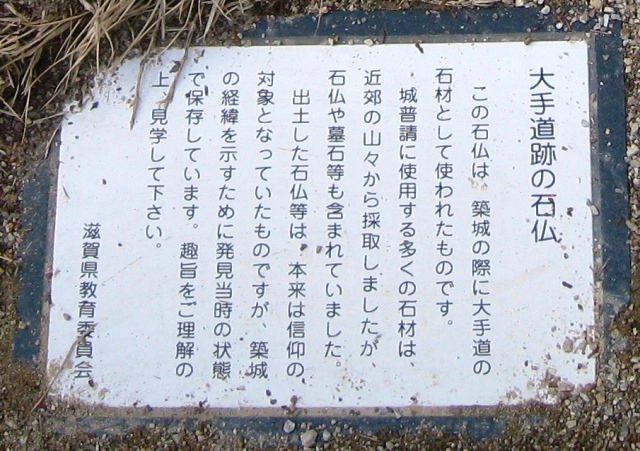 大手道跡の石仏
この石仏は、築城の際に大手道の
石材として使われたものです。
城普請に使用する多くの石材は、
近郊の山々から採取しましたが、
石仏や墓石等も含まれていました。
出土した石仏等は、本来は信仰の
対象となっていたものですが、築城
の経緯を示すために発見当時の状態
で保存しています。趣旨をご理解の
上、見学して下さい。
滋賀県教育委員会